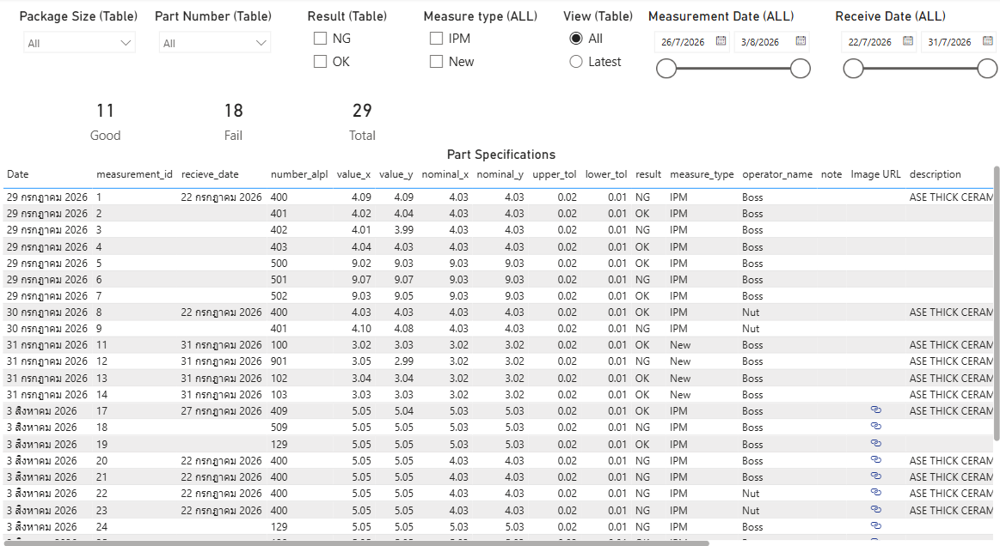 Package Size (Table) Part Number (Table) Result (Table) Measure type (ALL) View (Table) Measurement Date (ALL) Receive Date (ALL)
All All NG IPM All 26/7/2026 3/8/2026 22/7/2026 31/7/2026
OK New Latest
11 18 29
Good Fail Total
Part Specifications
Date measurement_id recieve_date number_alpl value_x value_y nominal_x nominal_y upper_tol lower_tol result measure_type operator_name note Image URL description
29 กรกฎาคม 2026 1 22 กรกฎาคม 2026 400 4.09 4.09 4.03 4.03 0.02 0.01 NG IPM Boss ASE THICK CERAM
29 กรกฎาคม 2026 2 401 4.02 4.04 4.03 4.03 0.02 0.01 OK IPM Boss
29 กรกฎาคม 2026 3 402 4.01 3.99 4.03 4.03 0.02 0.01 NG IPM Boss
29 กรกฎาคม 2026 4 403 4.04 4.03 4.03 4.03 0.02 0.01 OK IPM Boss
29 กรกฎาคม 2026 5 500 9.02 9.03 9.03 9.03 0.02 0.01 OK IPM Boss
29 กรกฎาคม 2026 6 501 9.07 9.07 9.03 9.03 0.02 0.01 NG IPM Boss
29 กรกฎาคม 2026 7 502 9.03 9.05 9.03 9.03 0.02 0.01 OK IPM Boss
30 กรกฎาคม 2026 8 22 กรกฎาคม 2026 400 4.03 4.03 4.03 4.03 0.02 0.01 OK IPM Nut ASE THICK CERAM
30 กรกฎาคม 2026 9 401 4.10 4.08 4.03 4.03 0.02 0.01 NG IPM Nut
31 กรกฎาคม 2026 11 31 กรกฎาคม 2026 100 3.02 3.03 3.02 3.02 0.02 0.01 OK New Boss ASE THICK CERAM
31 กรกฎาคม 2026 12 31 กรกฎาคม 2026 901 3.05 2.99 3.02 3.02 0.02 0.01 NG New Boss ASE THICK CERAM
31 กรกฎาคม 2026 13 31 กรกฎาคม 2026 102 3.04 3.04 3.02 3.02 0.02 0.01 OK New Boss ASE THICK CERAM
31 กรกฎาคม 2026 14 31 กรกฎาคม 2026 103 3.03 3.03 3.02 3.02 0.02 0.01 OK New Boss ASE THICK CERAM
3 สิงหาคม 2026 17 27 กรกฎาคม 2026 409 5.05 5.04 5.03 5.03 0.02 0.01 OK IPM Boss ASE THICK CERAM
3 สิงหาคม 2026 18 509 5.05 5.05 5.03 5.03 0.02 0.01 NG IPM Boss
3 สิงหาคม 2026 19 129 5.05 5.05 5.03 5.03 0.02 0.01 OK IPM Boss
3 สิงหาคม 2026 20 22 กรกฎาคม 2026 400 5.05 5.05 4.03 4.03 0.02 0.01 NG IPM Boss ASE THICK CERAM
3 สิงหาคม 2026 21 22 กรกฎาคม 2026 400 5.05 5.05 4.03 4.03 0.02 0.01 NG IPM Boss ASE THICK CERAM
3 สิงหาคม 2026 22 22 กรกฎาคม 2026 400 5.05 5.05 4.03 4.03 0.02 0.01 NG IPM Nut ASE THICK CERAM
3 สิงหาคม 2026 23 22 กรกฎาคม 2026 400 5.05 5.05 4.03 4.03 0.02 0.01 NG IPM Nut ASE THICK CERAM
3 สิงหาคม 2026 24 129 5.05 5.05 5.03 5.03 0.02 0.01 NG IPM Boss